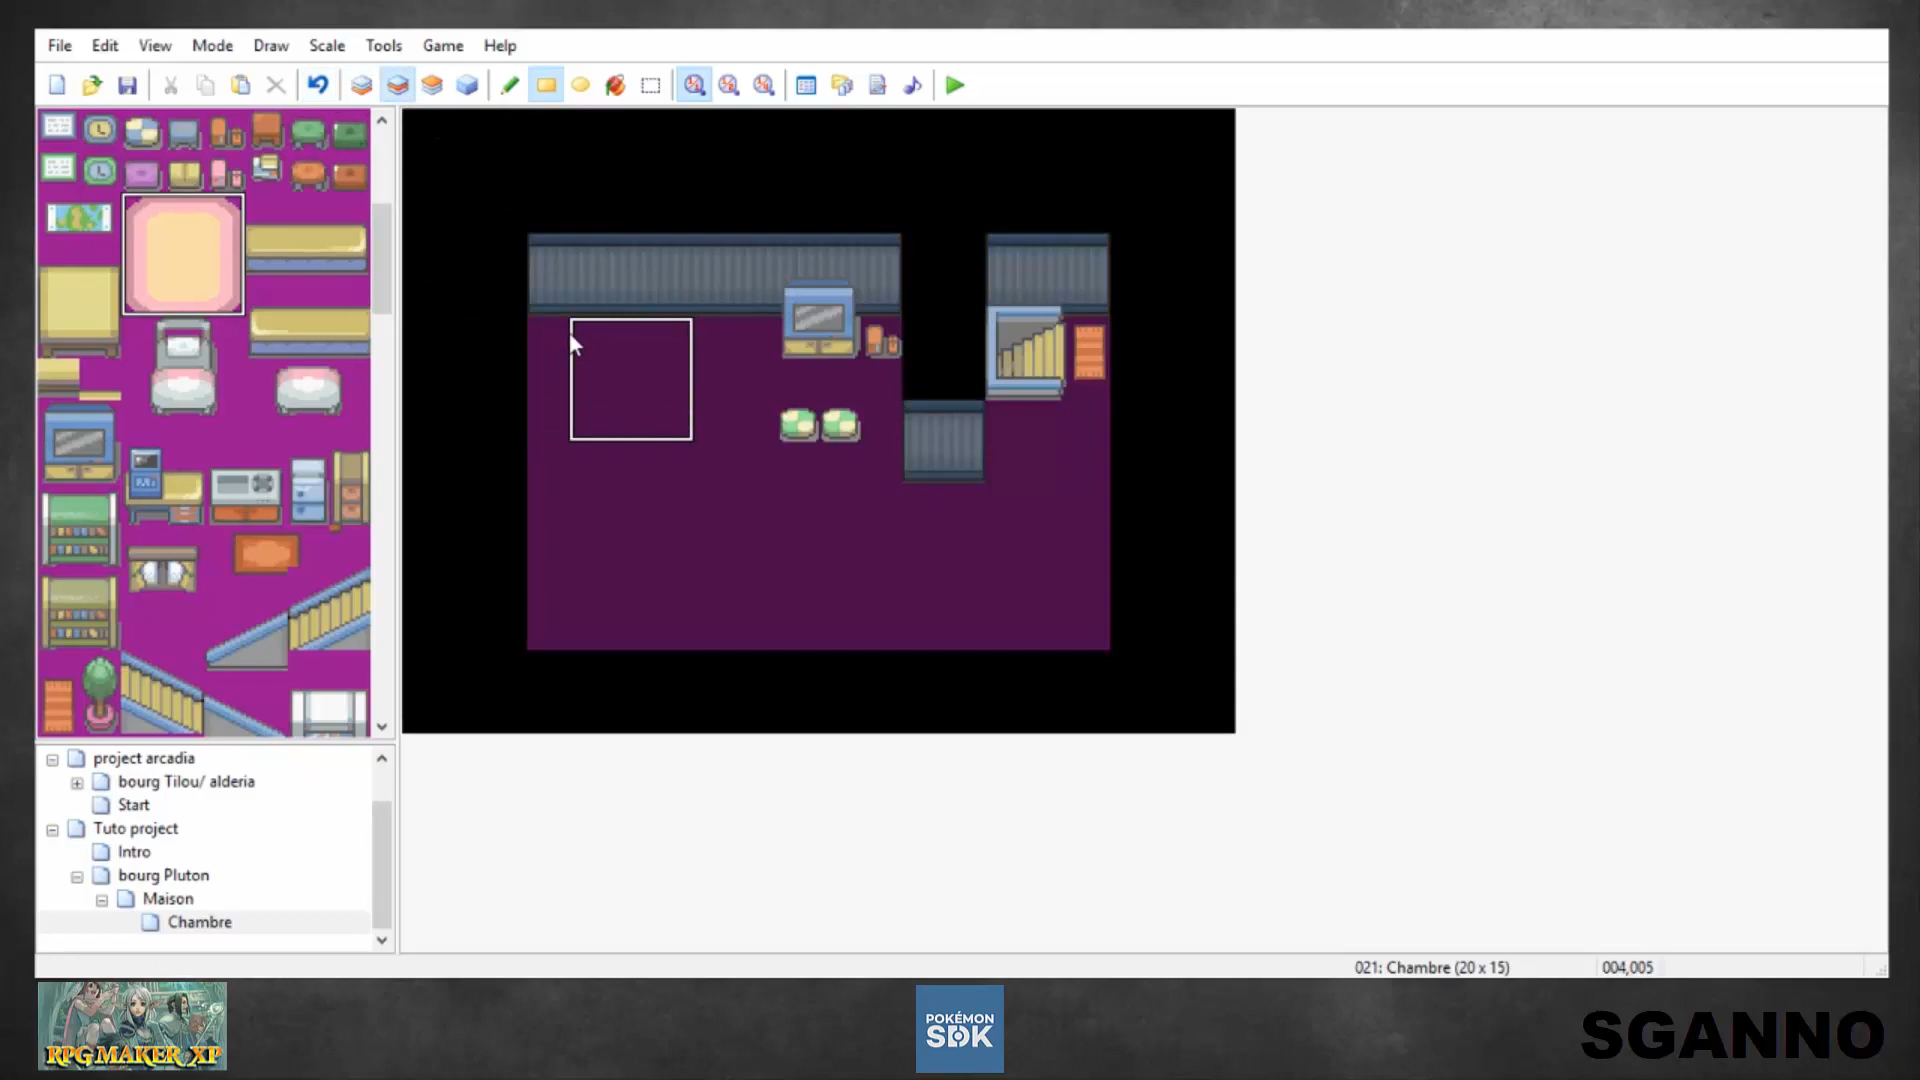 File Edit View Mode Draw Scale Tools Game Help
project arcadia
bourg Tilou/ alderia
Start
Tuto project
Intro
bourg Pluton
Maison
Chambre
021: Chambre (20 x 15) 004,005
RPG MAKER XP
POKÉMON
SDK
SGANNO